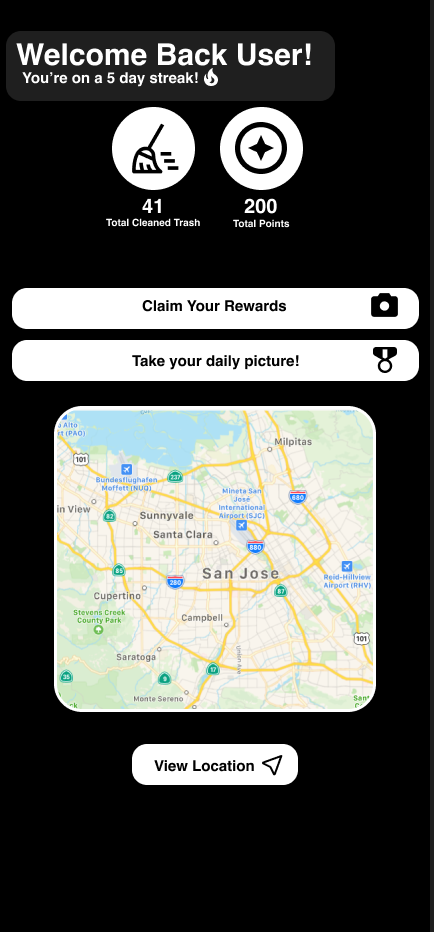 Welcome Back User!
You're on a 5 day streak!
41
Total Cleaned Trash
200
Total Points
Claim Your Rewards
Take your daily picture!
Alto
t (PAO)
Milpitas
101
237
Bundesflughafen
Moffett (NUQ)
680
Mineta San
José
International
Airport (SJC)
in View
82
Sunnyvale
Santa Clara
880
85
San Jose
Reid-Hillview
Airport (RHV)
280
87
Cupertino
Stevens Creek
County Park
Campbell
101
Union Ave
Saratoga
17
35
9
Monte Sereno
View Location